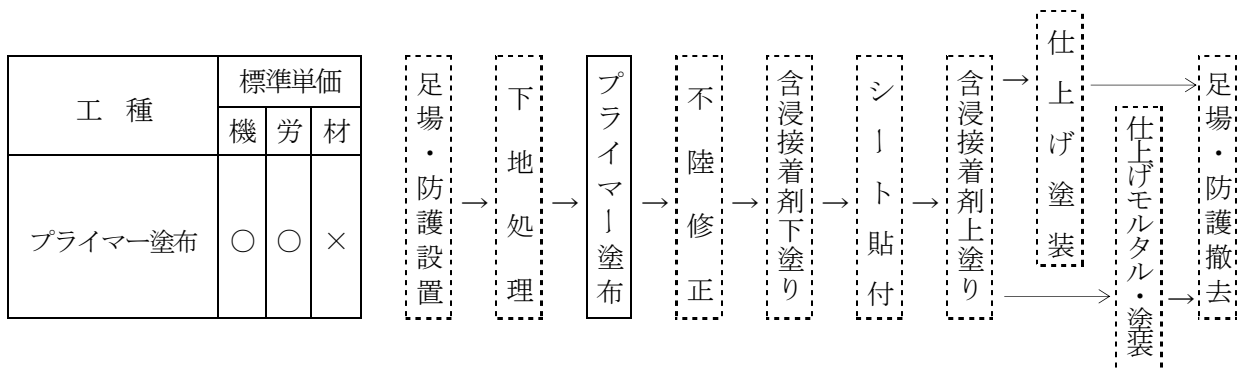 工 種
標準単価
機 労 材
プライマー塗布 ○ ○ ×
足場・防護設置
→
下地処理
→
プライマー塗布
→
不陸修正
→
含浸接着剤下塗り
→
シート貼付
→
含浸接着剤上塗り
→
仕上げ塗装
→
→
仕上げモルタル・塗装
→
足場・防護撤去